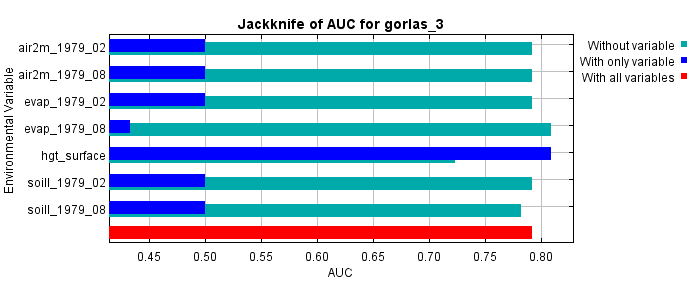 Jackknife of AUC for gorlas_3
Environmental Variable
air2m_1979_02
air2m_1979_08
evap_1979_02
evap_1979_08
hgt_surface
soill_1979_02
soill_1979_08
Without variable
With only variable
With all variables
0.45 0.50 0.55 0.60 0.65 0.70 0.75 0.80
AUC